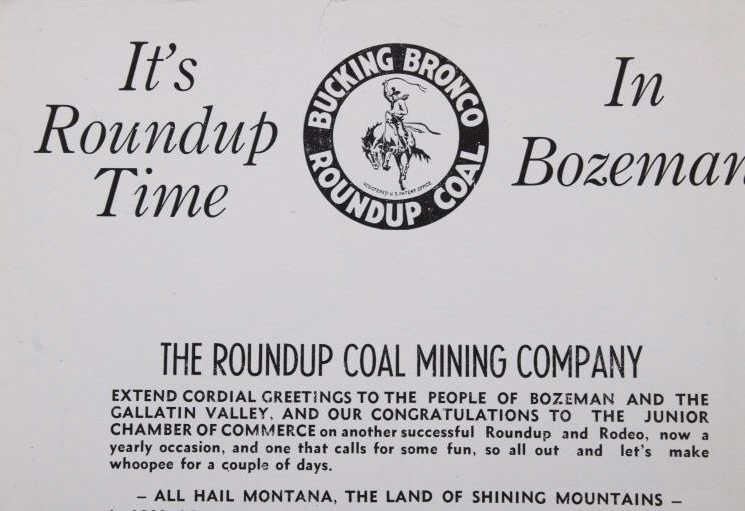 It's
Roundup
Time
BUCKING BRONCO
ROUNDUP COAL
REGISTERED U.S. PATENT OFFICE
In
Bozeman
THE ROUNDUP COAL MINING COMPANY
EXTEND CORDIAL GREETINGS TO THE PEOPLE OF BOZEMAN AND THE
GALLATIN VALLEY, AND OUR CONGRATULATIONS TO THE JUNIOR
CHAMBER OF COMMERCE on another successful Roundup and Rodeo, now a
yearly occasion, and one that calls for some fun, so all out and let's make
whoopee for a couple of days.
– ALL HAIL MONTANA, THE LAND OF SHINING MOUNTAINS –